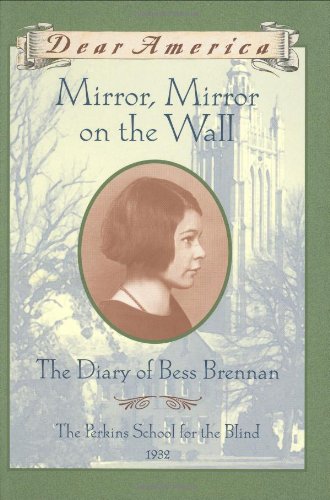 Dear America
Mirror, Mirror
on the Wall
The Diary of Bess Brennan
The Perkins School for the Blind
1932